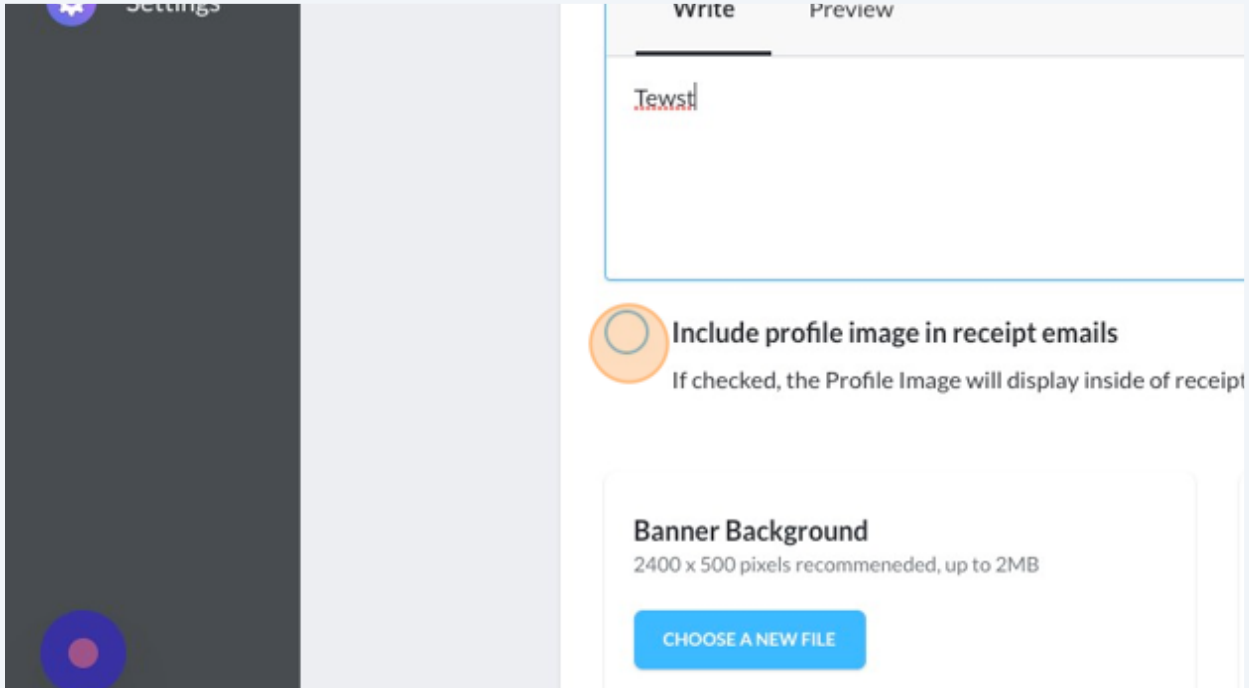 Settings
Write Preview
Tewst
Include profile image in receipt emails
If checked, the Profile Image will display inside of receipt
Banner Background
2400 x 500 pixels recommeneded, up to 2MB
CHOOSE A NEW FILE